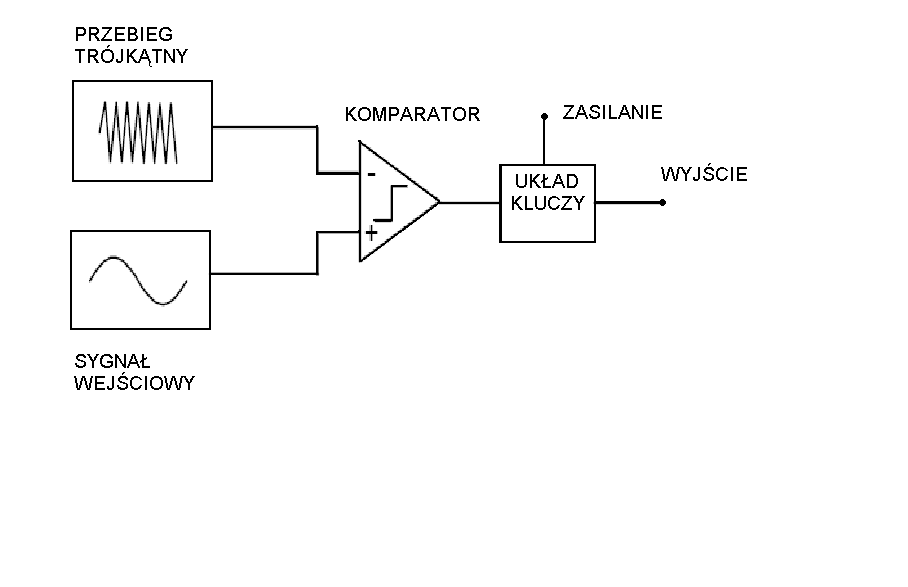 PRZEBIEG
TRÓJKĄTNY
KOMPARATOR
ZASILANIE
-
+
UKŁAD
KLUCZY
WYJŚCIE
SYGNAŁ
WEJŚCIOWY